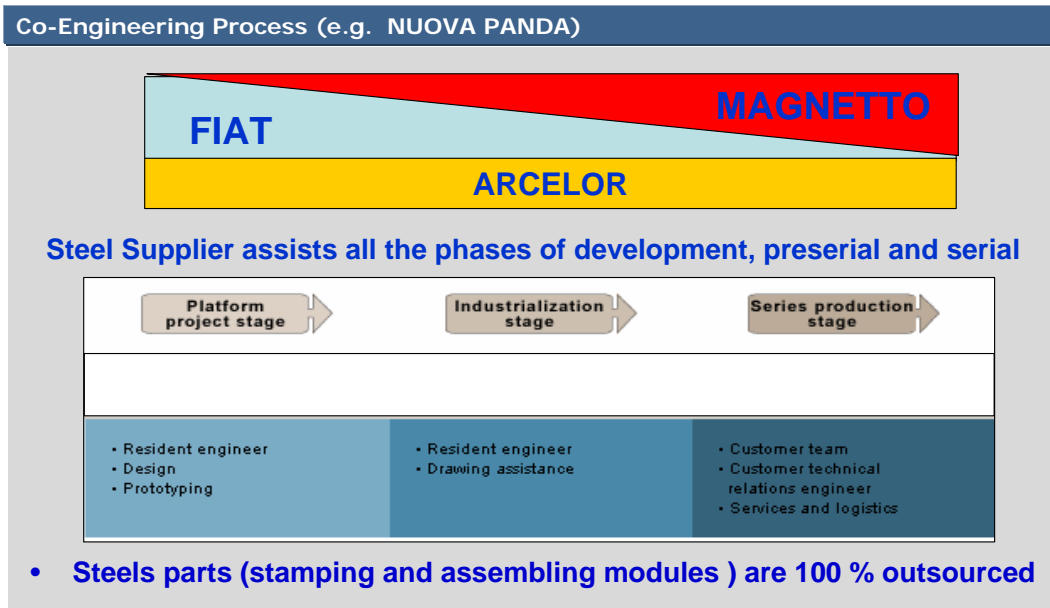 Co-Engineering Process (e.g. NUOVA PANDA)
MAGNETTO
FIAT
ARCELOR
Steel Supplier assists all the phases of development, preserial and serial
Platform
project stage
Industrialization
stage
Series production
stage
• Resident engineer
• Design
• Prototyping
• Resident engineer
• Drawing assistance
• Customer team
• Customer technical
relations engineer
• Services and logistics
• Steels parts (stamping and assembling modules ) are 100 % outsourced